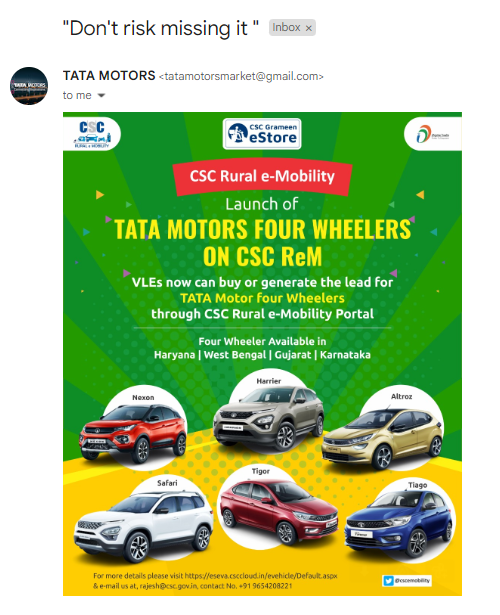 "Don't risk missing it " Inbox ×
TATA MOTORS <tatamotorsmarket@gmail.com>
to me
TATA MOTORS
CSC
RURAL e-MOBILITY
CSC Grameen
eStore
CSC Rural e-Mobility
Launch of
TATA MOTORS FOUR WHEELERS
ON CSC ReM
VLEs now can buy or generate the lead for
TATA Motor four Wheelers
through CSC Rural e-Mobility Portal
Four Wheeler Available in
Haryana | West Bengal | Gujarat | Karnataka
Nexon
Harrier
Altroz
Safari
Tigor
Tiago
For more details please visit https://eseva.csccloud.in/evehicle/Default.aspx
& e-mail us at, rajesh@csc.gov.in, contact No. +91 9654208221
@cscemobility